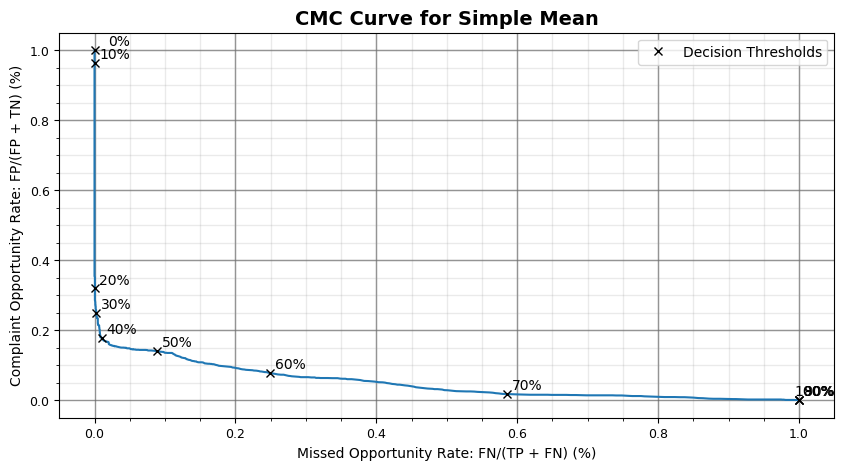 CMC Curve for Simple Mean
Decision Thresholds
0%
10%
20%
30%
40%
50%
60%
70%
Complaint Opportunity Rate: FP/(FP + TN) (%)
1.0
0.8
0.6
0.4
0.2
0.0
0.0 0.2 0.4 0.6 0.8 1.0
Missed Opportunity Rate: FN/(TP + FN) (%)